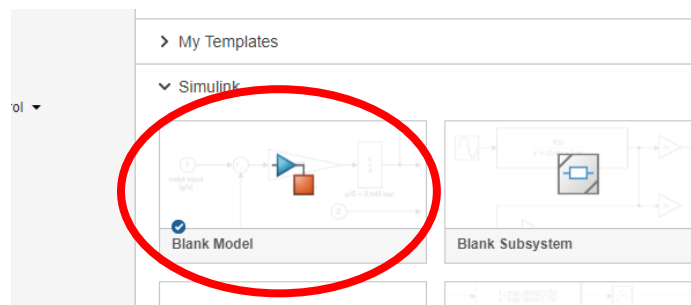 My Templates
Simulink
rol
Blank Model
Blank Subsystem